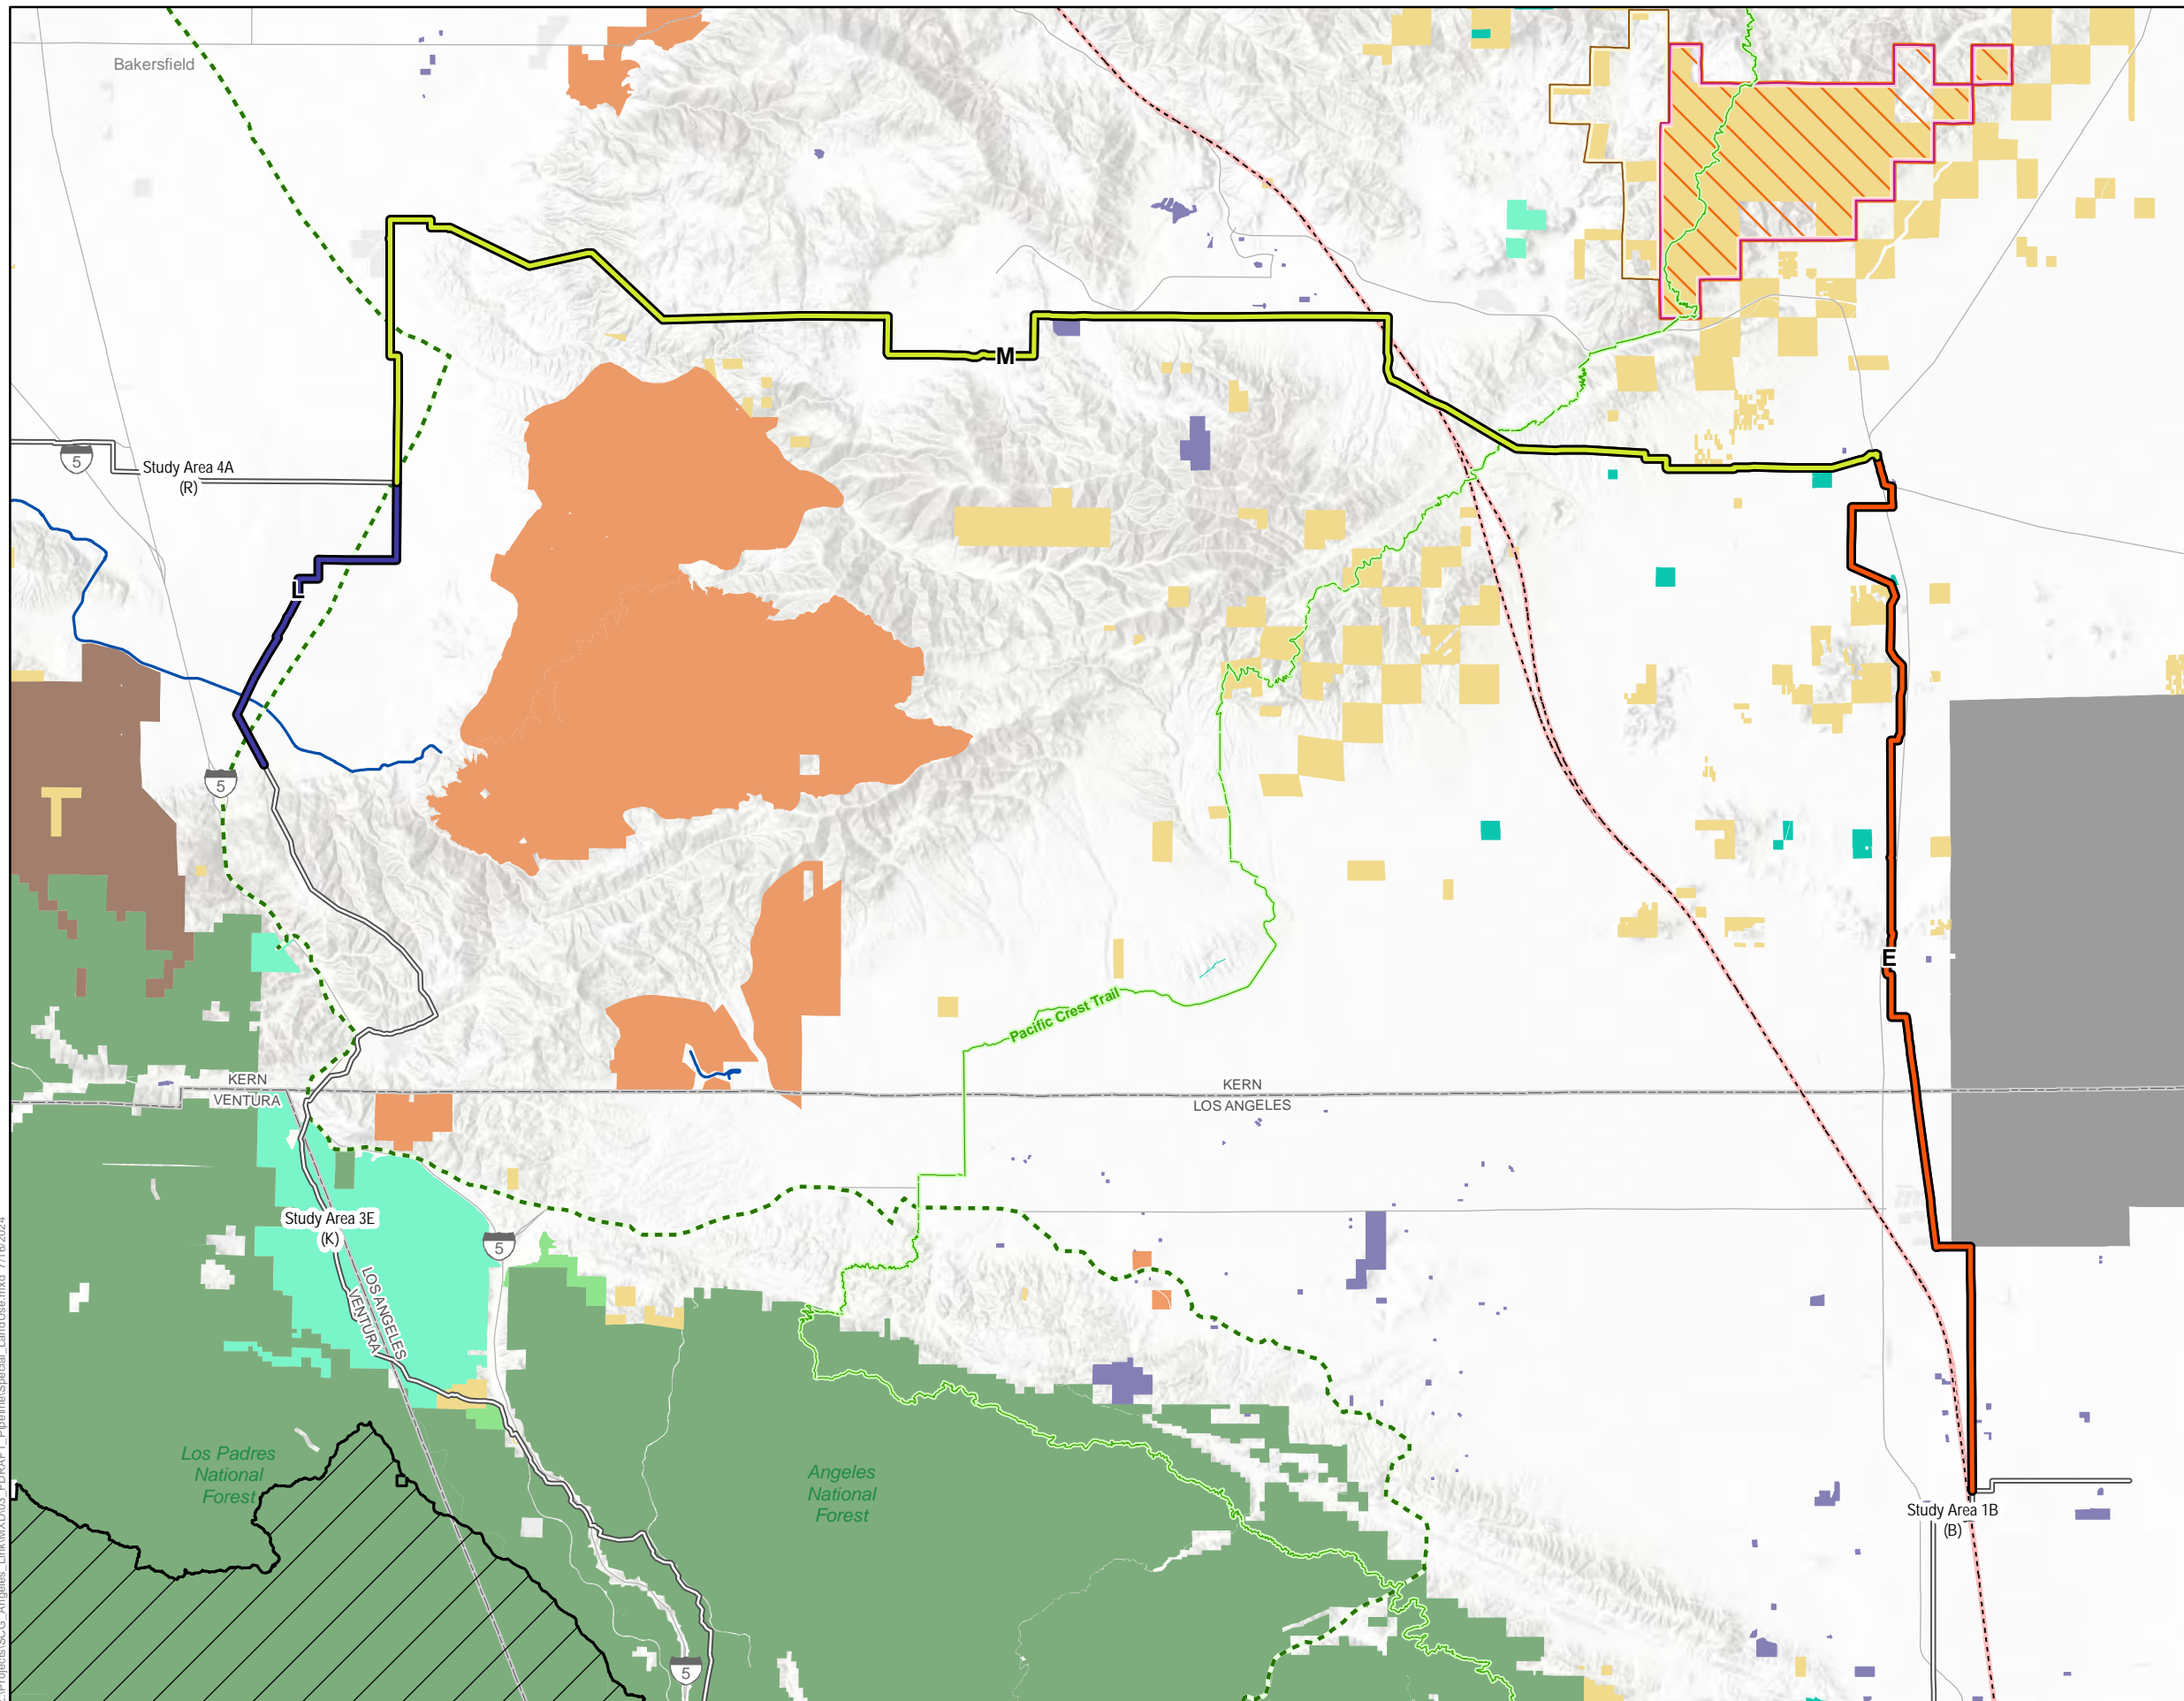 Bakersfield
M
5
Study Area 4A
(R)
L
5
E
Pacific Crest Trail
KERN
VENTURA
KERN
LOS ANGELES
Study Area 3E
(K)
5
LOS ANGELES
VENTURA
Los Padres
National
Forest
Angeles
National
Forest
Study Area 1B
(B)
5